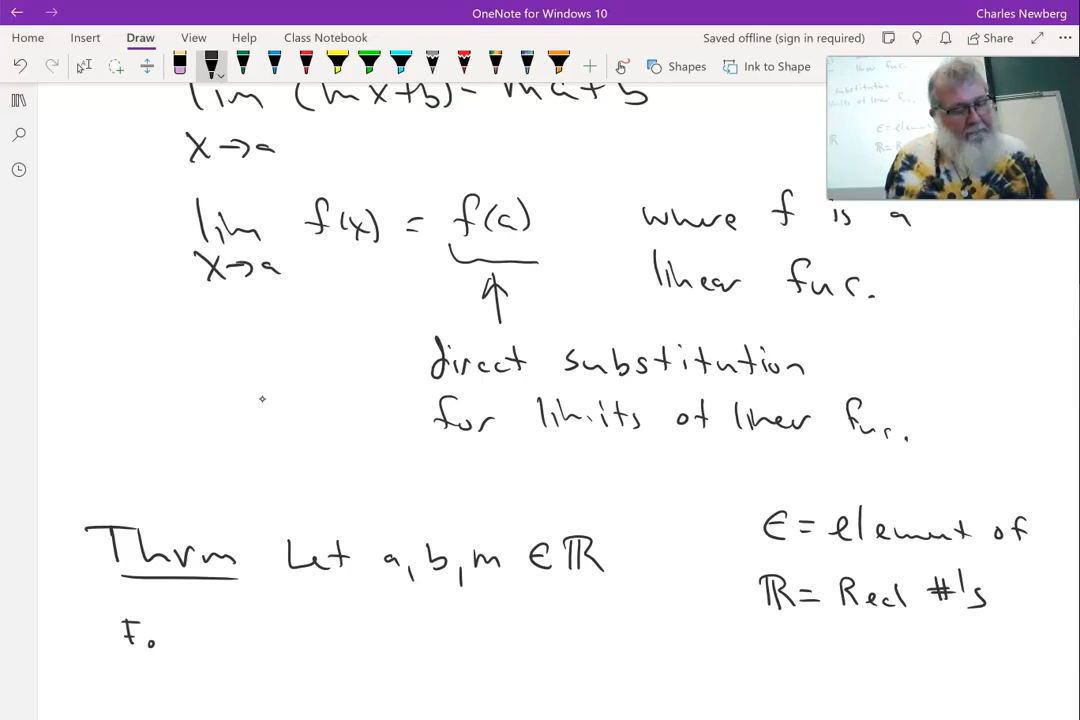 OneNote for Windows 10
Charles Newberg
Home Insert Draw View Help Class Notebook
Saved offline (sign in required)
Share
Shapes
Ink to Shape
lim (mx+b) = ma+b
x→a
lim f(x) = f(a) where f is a
x→a linear func.
direct substitution
for limits of liner func.
Thrm Let a, b, m ∈ ℝ
∈ = element of
ℝ = Real #'s
Fo